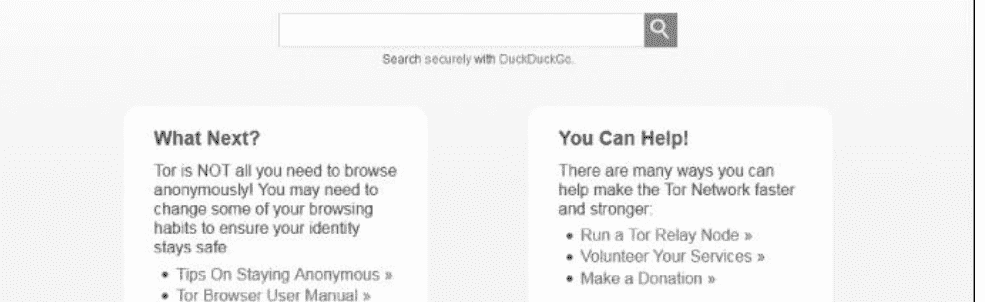 Search securely with DuckDuckGo.
What Next?
Tor is NOT all you need to browse
anonymously! You may need to
change some of your browsing
habits to ensure your identity
stays safe
• Tips On Staying Anonymous »
• Tor Browser User Manual »
You Can Help!
There are many ways you can
help make the Tor Network faster
and stronger:
• Run a Tor Relay Node »
• Volunteer Your Services »
• Make a Donation »